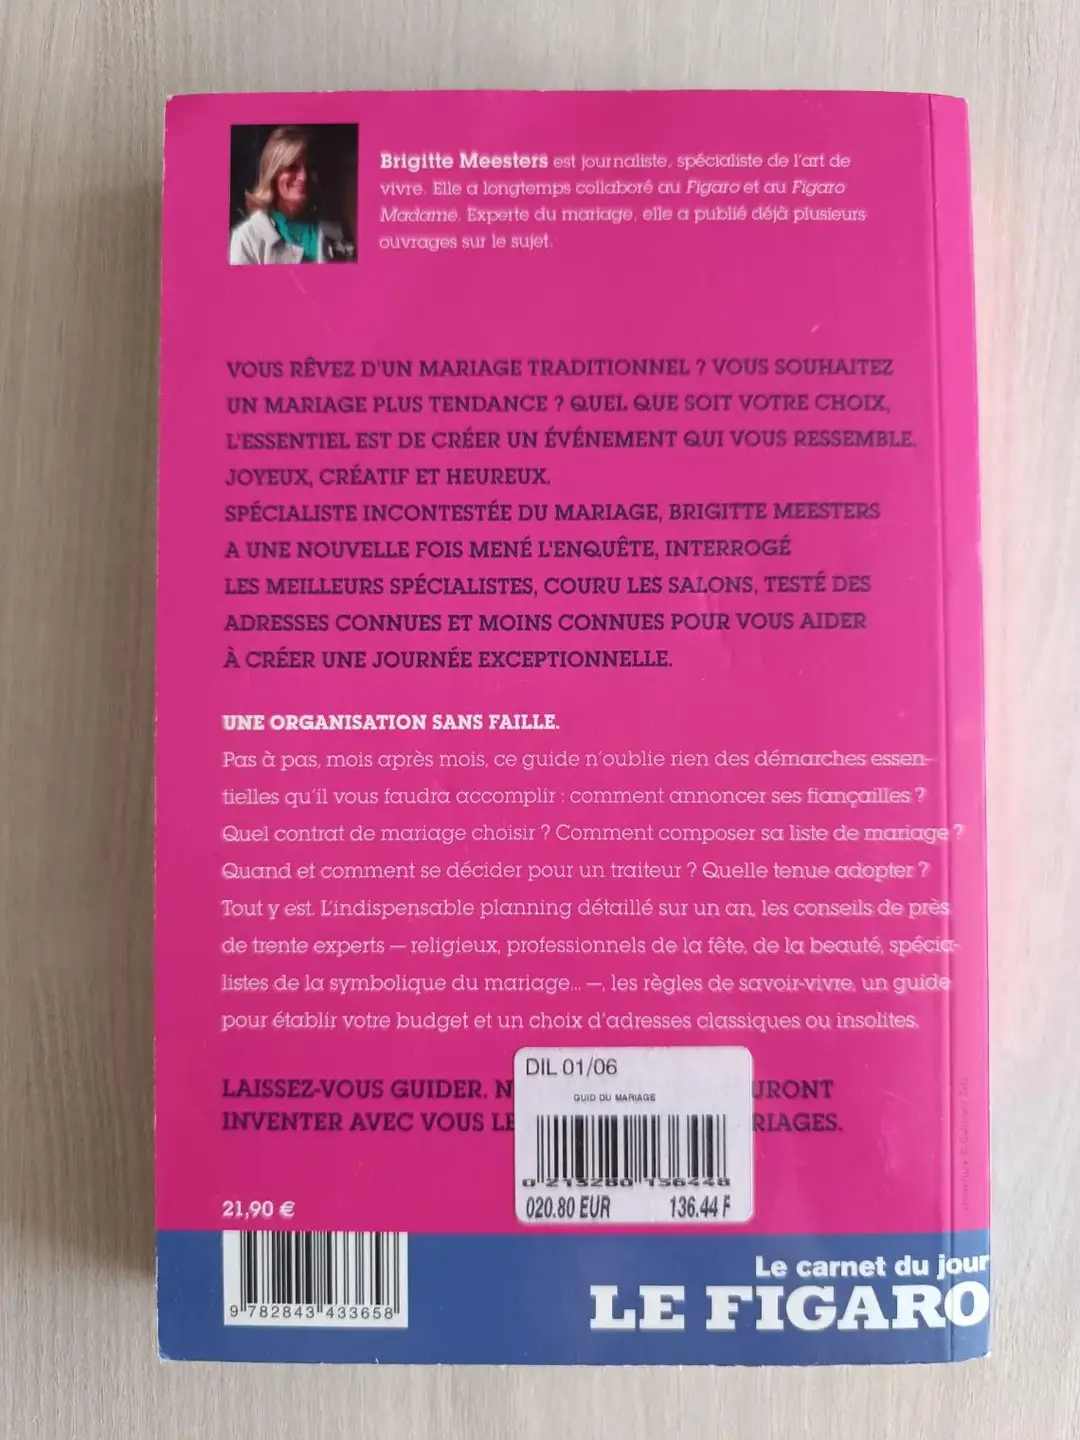 Brigitte Meesters est journaliste, spécialiste de l'art de
vivre. Elle a longtemps collaboré au Figaro et au Figaro
Madame. Experte du mariage, elle a publié déjà plusieurs
ouvrages sur le sujet.
VOUS RÊVEZ D'UN MARIAGE TRADITIONNEL ? VOUS SOUHAITEZ
UN MARIAGE PLUS TENDANCE ? QUEL QUE SOIT VOTRE CHOIX,
L'ESSENTIEL EST DE CRÉER UN ÉVÉNEMENT QUI VOUS RESSEMBLE.
JOYEUX, CRÉATIF ET HEUREUX.
SPÉCIALISTE INCONTESTÉE DU MARIAGE, BRIGITTE MEESTERS
A UNE NOUVELLE FOIS MENÉ L'ENQUÊTE, INTERROGÉ
LES MEILLEURS SPÉCIALISTES, COURU LES SALONS, TESTÉ DES
ADRESSES CONNUES ET MOINS CONNUES POUR VOUS AIDER
À CRÉER UNE JOURNÉE EXCEPTIONNELLE.
UNE ORGANISATION SANS FAILLE.
Pas à pas, mois après mois, ce guide n'oublie rien des démarches essen-
tielles qu'il vous faudra accomplir : comment annoncer ses fiançailles ?
Quel contrat de mariage choisir ? Comment composer sa liste de mariage ?
Quand et comment se décider pour un traiteur ? Quelle tenue adopter ?
Tout y est. L'indispensable planning détaillé sur un an, les conseils de près
de trente experts — religieux, professionnels de la fête, de la beauté, spécia-
listes de la symbolique du mariage... —, les règles de savoir-vivre, un guide
pour établir votre budget et un choix d'adresses classiques ou insolites.
LAISSEZ-VOUS GUIDER. N URONT
INVENTER AVEC VOUS LE RIAGES.
DIL 01/06
GUID DU MARIAGE
0 213280 156448
020.80 EUR 136.44 F
21,90 €
9 782843 433658
Le carnet du jour
LE FIGARO